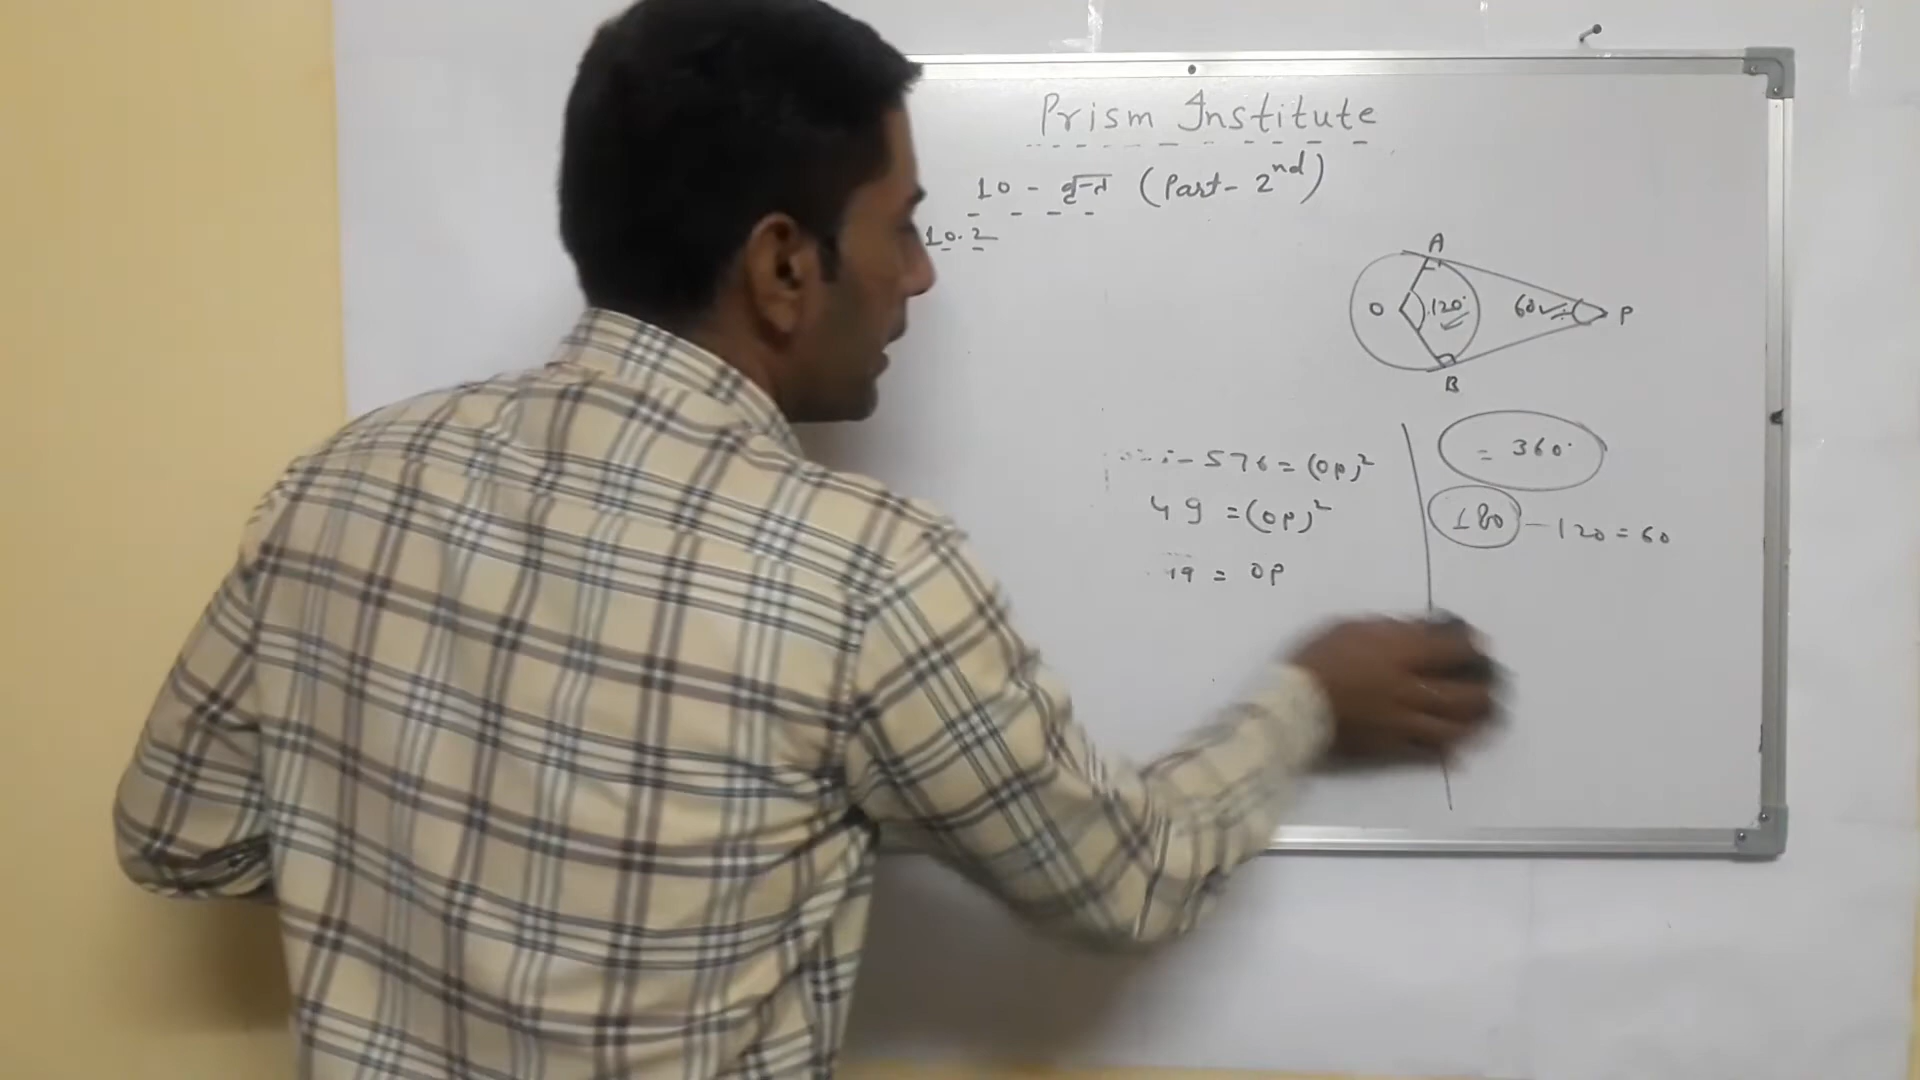 Prism Institute
10 - वृत्त (Part- 2nd)
10.2
A
O 120° 60 P
B
- 576 = (OP)²
49 = (OP)²
= OP
= 360°
180 - 120 = 60